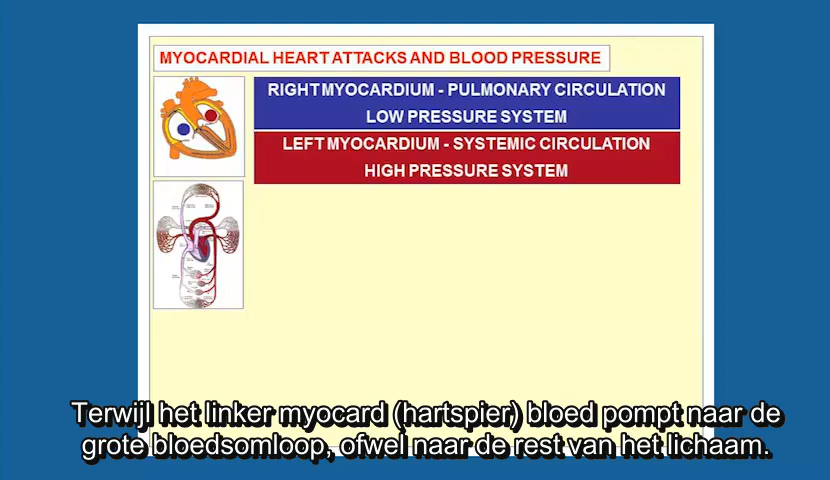 MYOCARDIAL HEART ATTACKS AND BLOOD PRESSURE
RIGHT MYOCARDIUM - PULMONARY CIRCULATION
LOW PRESSURE SYSTEM
LEFT MYOCARDIUM - SYSTEMIC CIRCULATION
HIGH PRESSURE SYSTEM
Terwijl het linker myocard (hartspier) bloed pompt naar de
grote bloedsomloop, ofwel naar de rest van het lichaam.